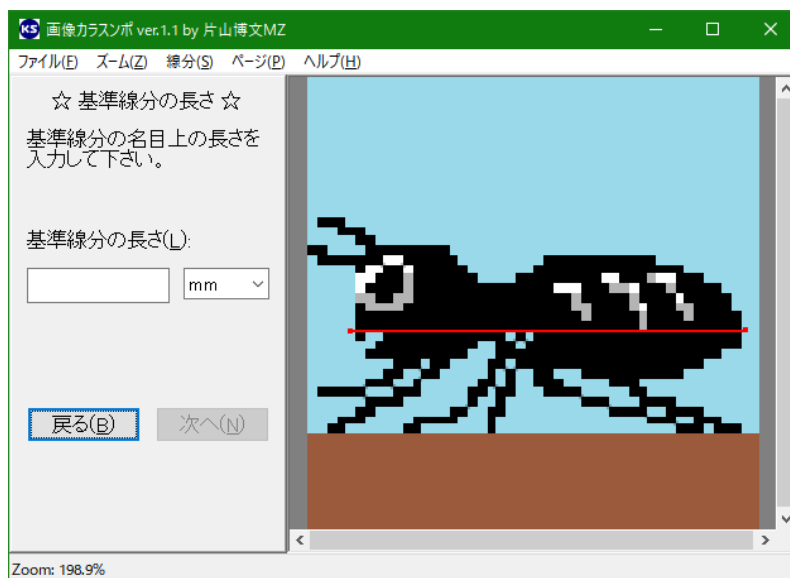 KS 画像カラスンポ ver.1.1 by 片山博文MZ
ファイル(F) ズーム(Z) 線分(S) ページ(P) ヘルプ(H)
☆ 基準線分の長さ ☆
基準線分の名目上の長さを
入力して下さい。
基準線分の長さ(L):
mm
戻る(B) 次へ(N)
Zoom: 198.9%